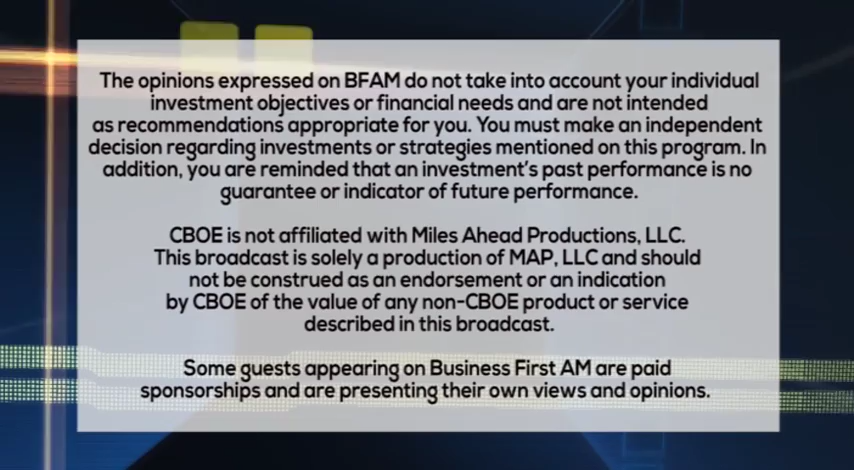 The opinions expressed on BFAM do not take into account your individual
investment objectives or financial needs and are not intended
as recommendations appropriate for you. You must make an independent
decision regarding investments or strategies mentioned on this program. In
addition, you are reminded that an investment's past performance is no
guarantee or indicator of future performance.
CBOE is not affiliated with Miles Ahead Productions, LLC.
This broadcast is solely a production of MAP, LLC and should
not be construed as an endorsement or an indication
by CBOE of the value of any non-CBOE product or service
described in this broadcast.
Some guests appearing on Business First AM are paid
sponsorships and are presenting their own views and opinions.